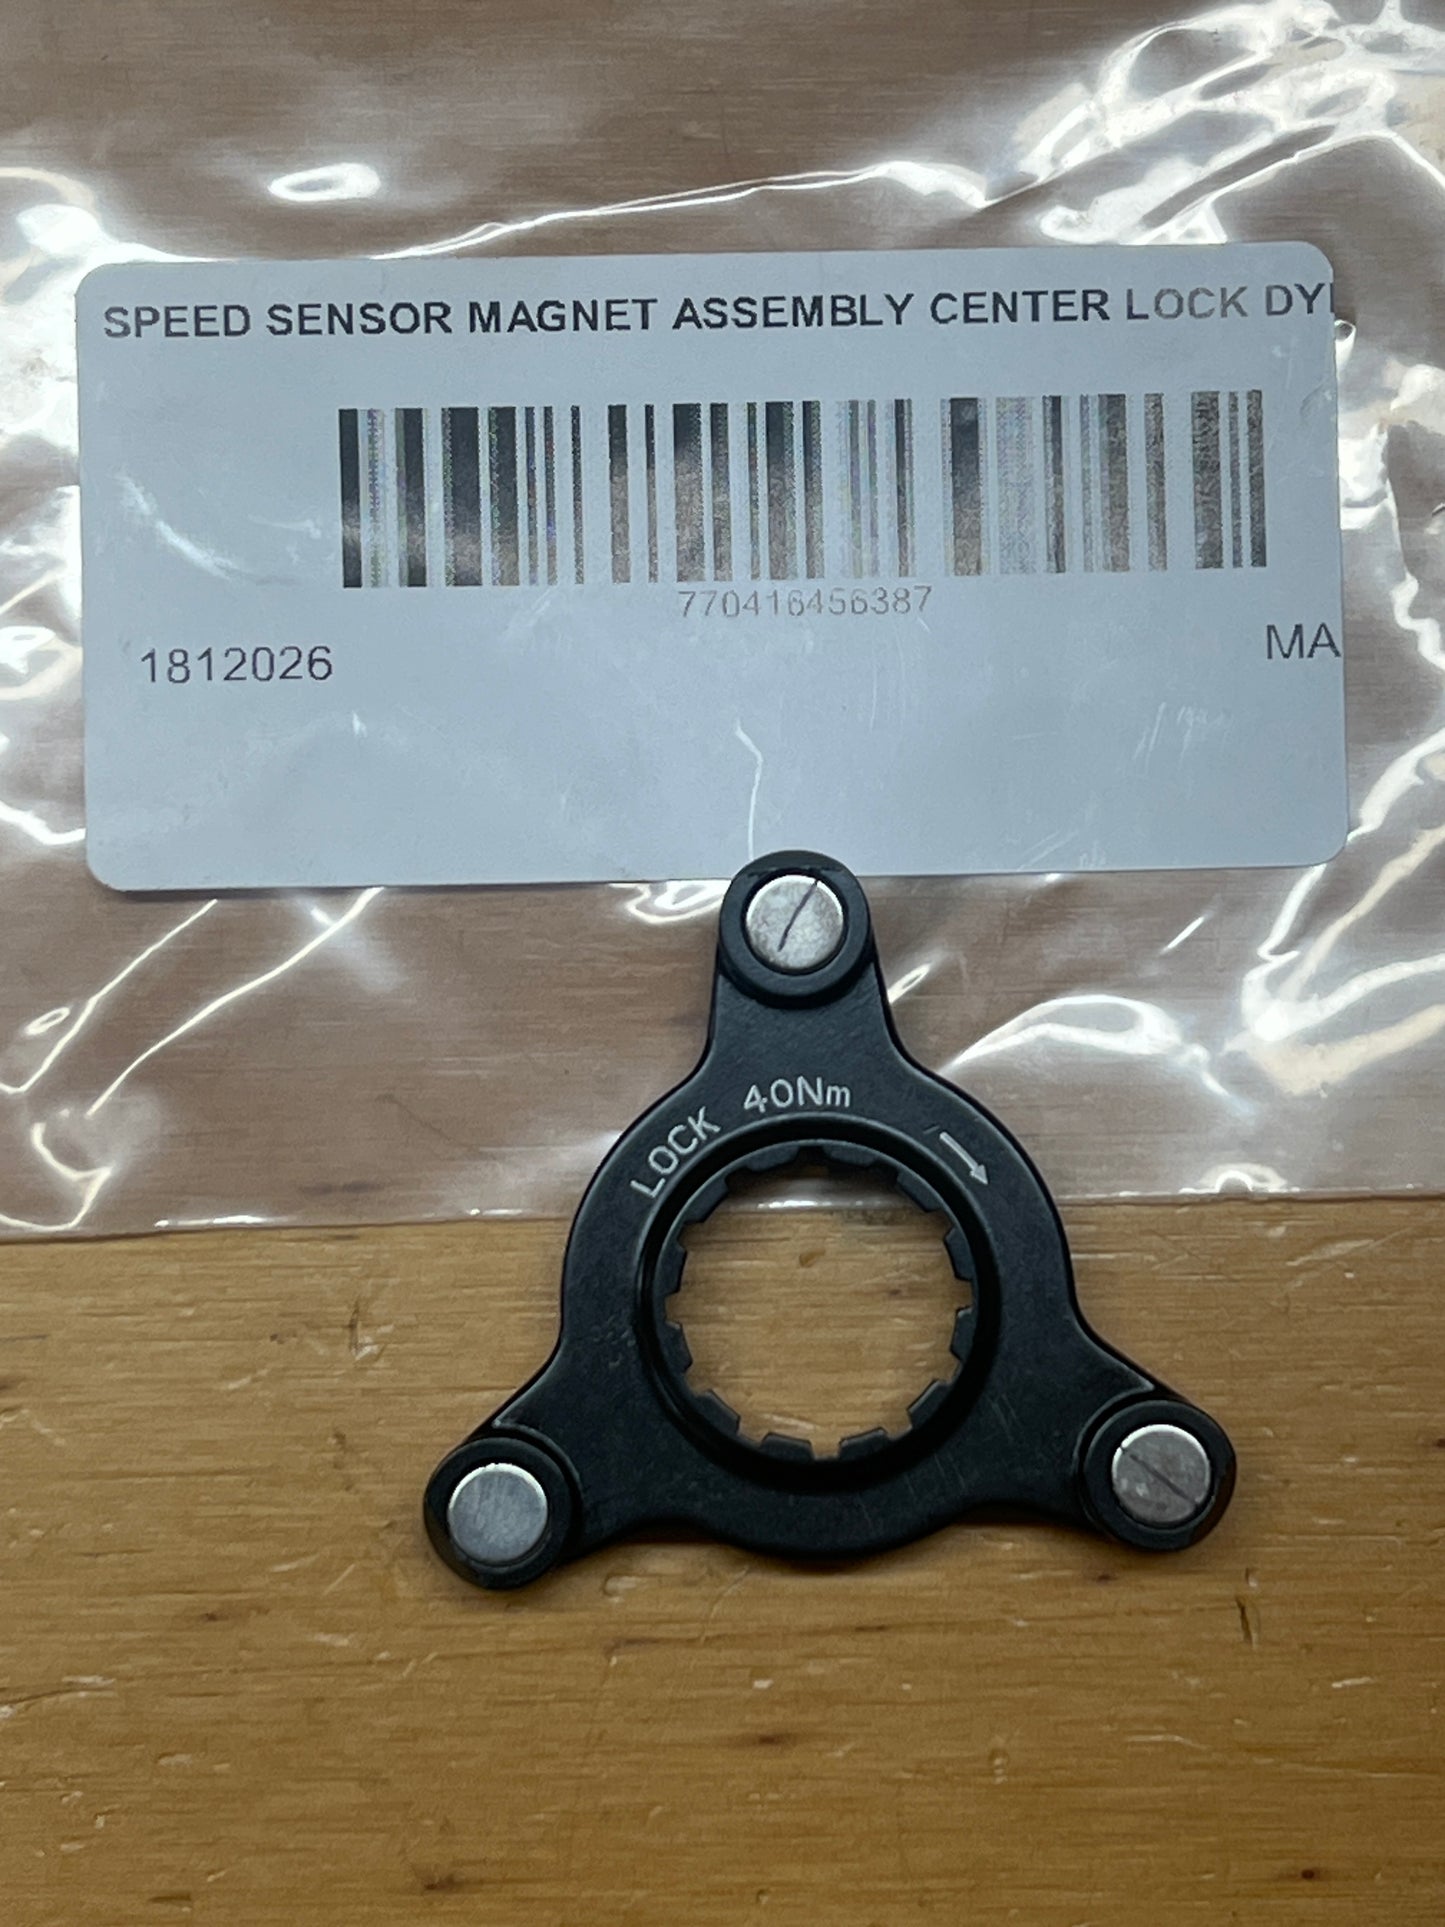 SPEED SENSOR MAGNET ASSEMBLY CENTER LOCK DY
770416456387
1812026
MA
LOCK 40Nm